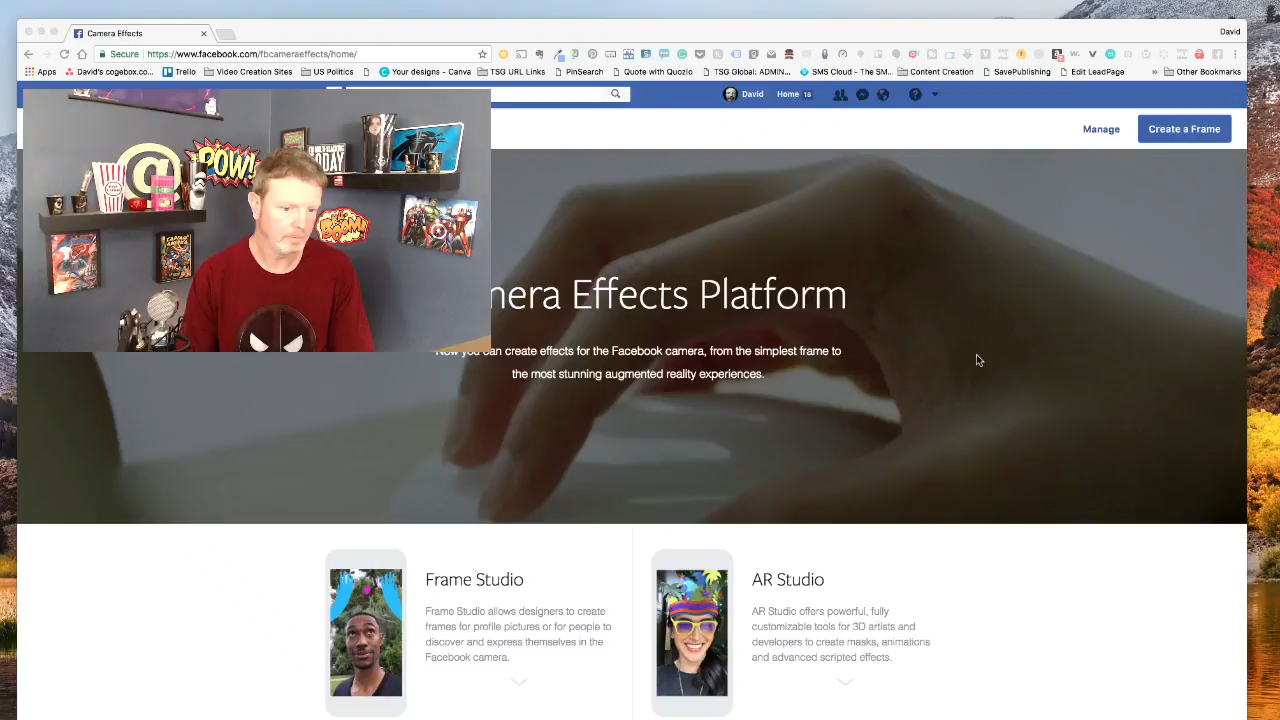 Camera Effects
David
Secure
https://www.facebook.com/fbcameraeffects/home/
Apps
David's cogebox.co...
Trello
Video Creation Sites
US Politics
Your designs - Canva
TSG URL Links
PinSearch
Quote with Quozio
TSG Global: ADMIN...
SMS Cloud - The SM...
Content Creation
SavePublishing
Edit LeadPage
Other Bookmarks
David
Home 16
Manage
Create a Frame
@
POW!
TODAY
BOOM!
mera Effects Platform
Now you can create effects for the Facebook camera, from the simplest frame to
the most stunning augmented reality experiences.
Frame Studio
Frame Studio allows designers to create
frames for profile pictures or for people to
discover and express themselves in the
Facebook camera.
AR Studio
AR Studio offers powerful, fully
customizable tools for 3D artists and
developers to create masks, animations
and advanced scripted effects.